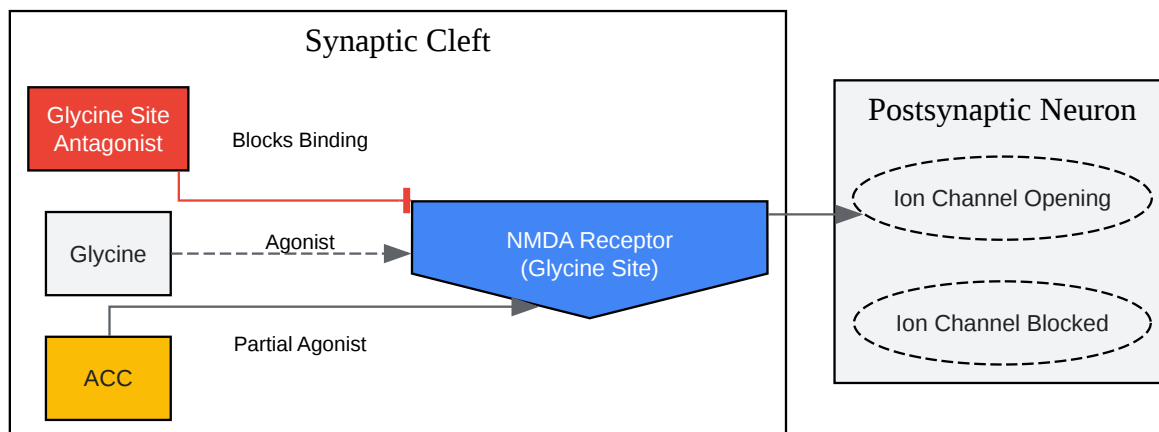 Synaptic Cleft
Glycine Site
Antagonist
Blocks Binding
Glycine
Agonist
NMDA Receptor
(Glycine Site)
Partial Agonist
ACC
Postsynaptic Neuron
Ion Channel Opening
Ion Channel Blocked